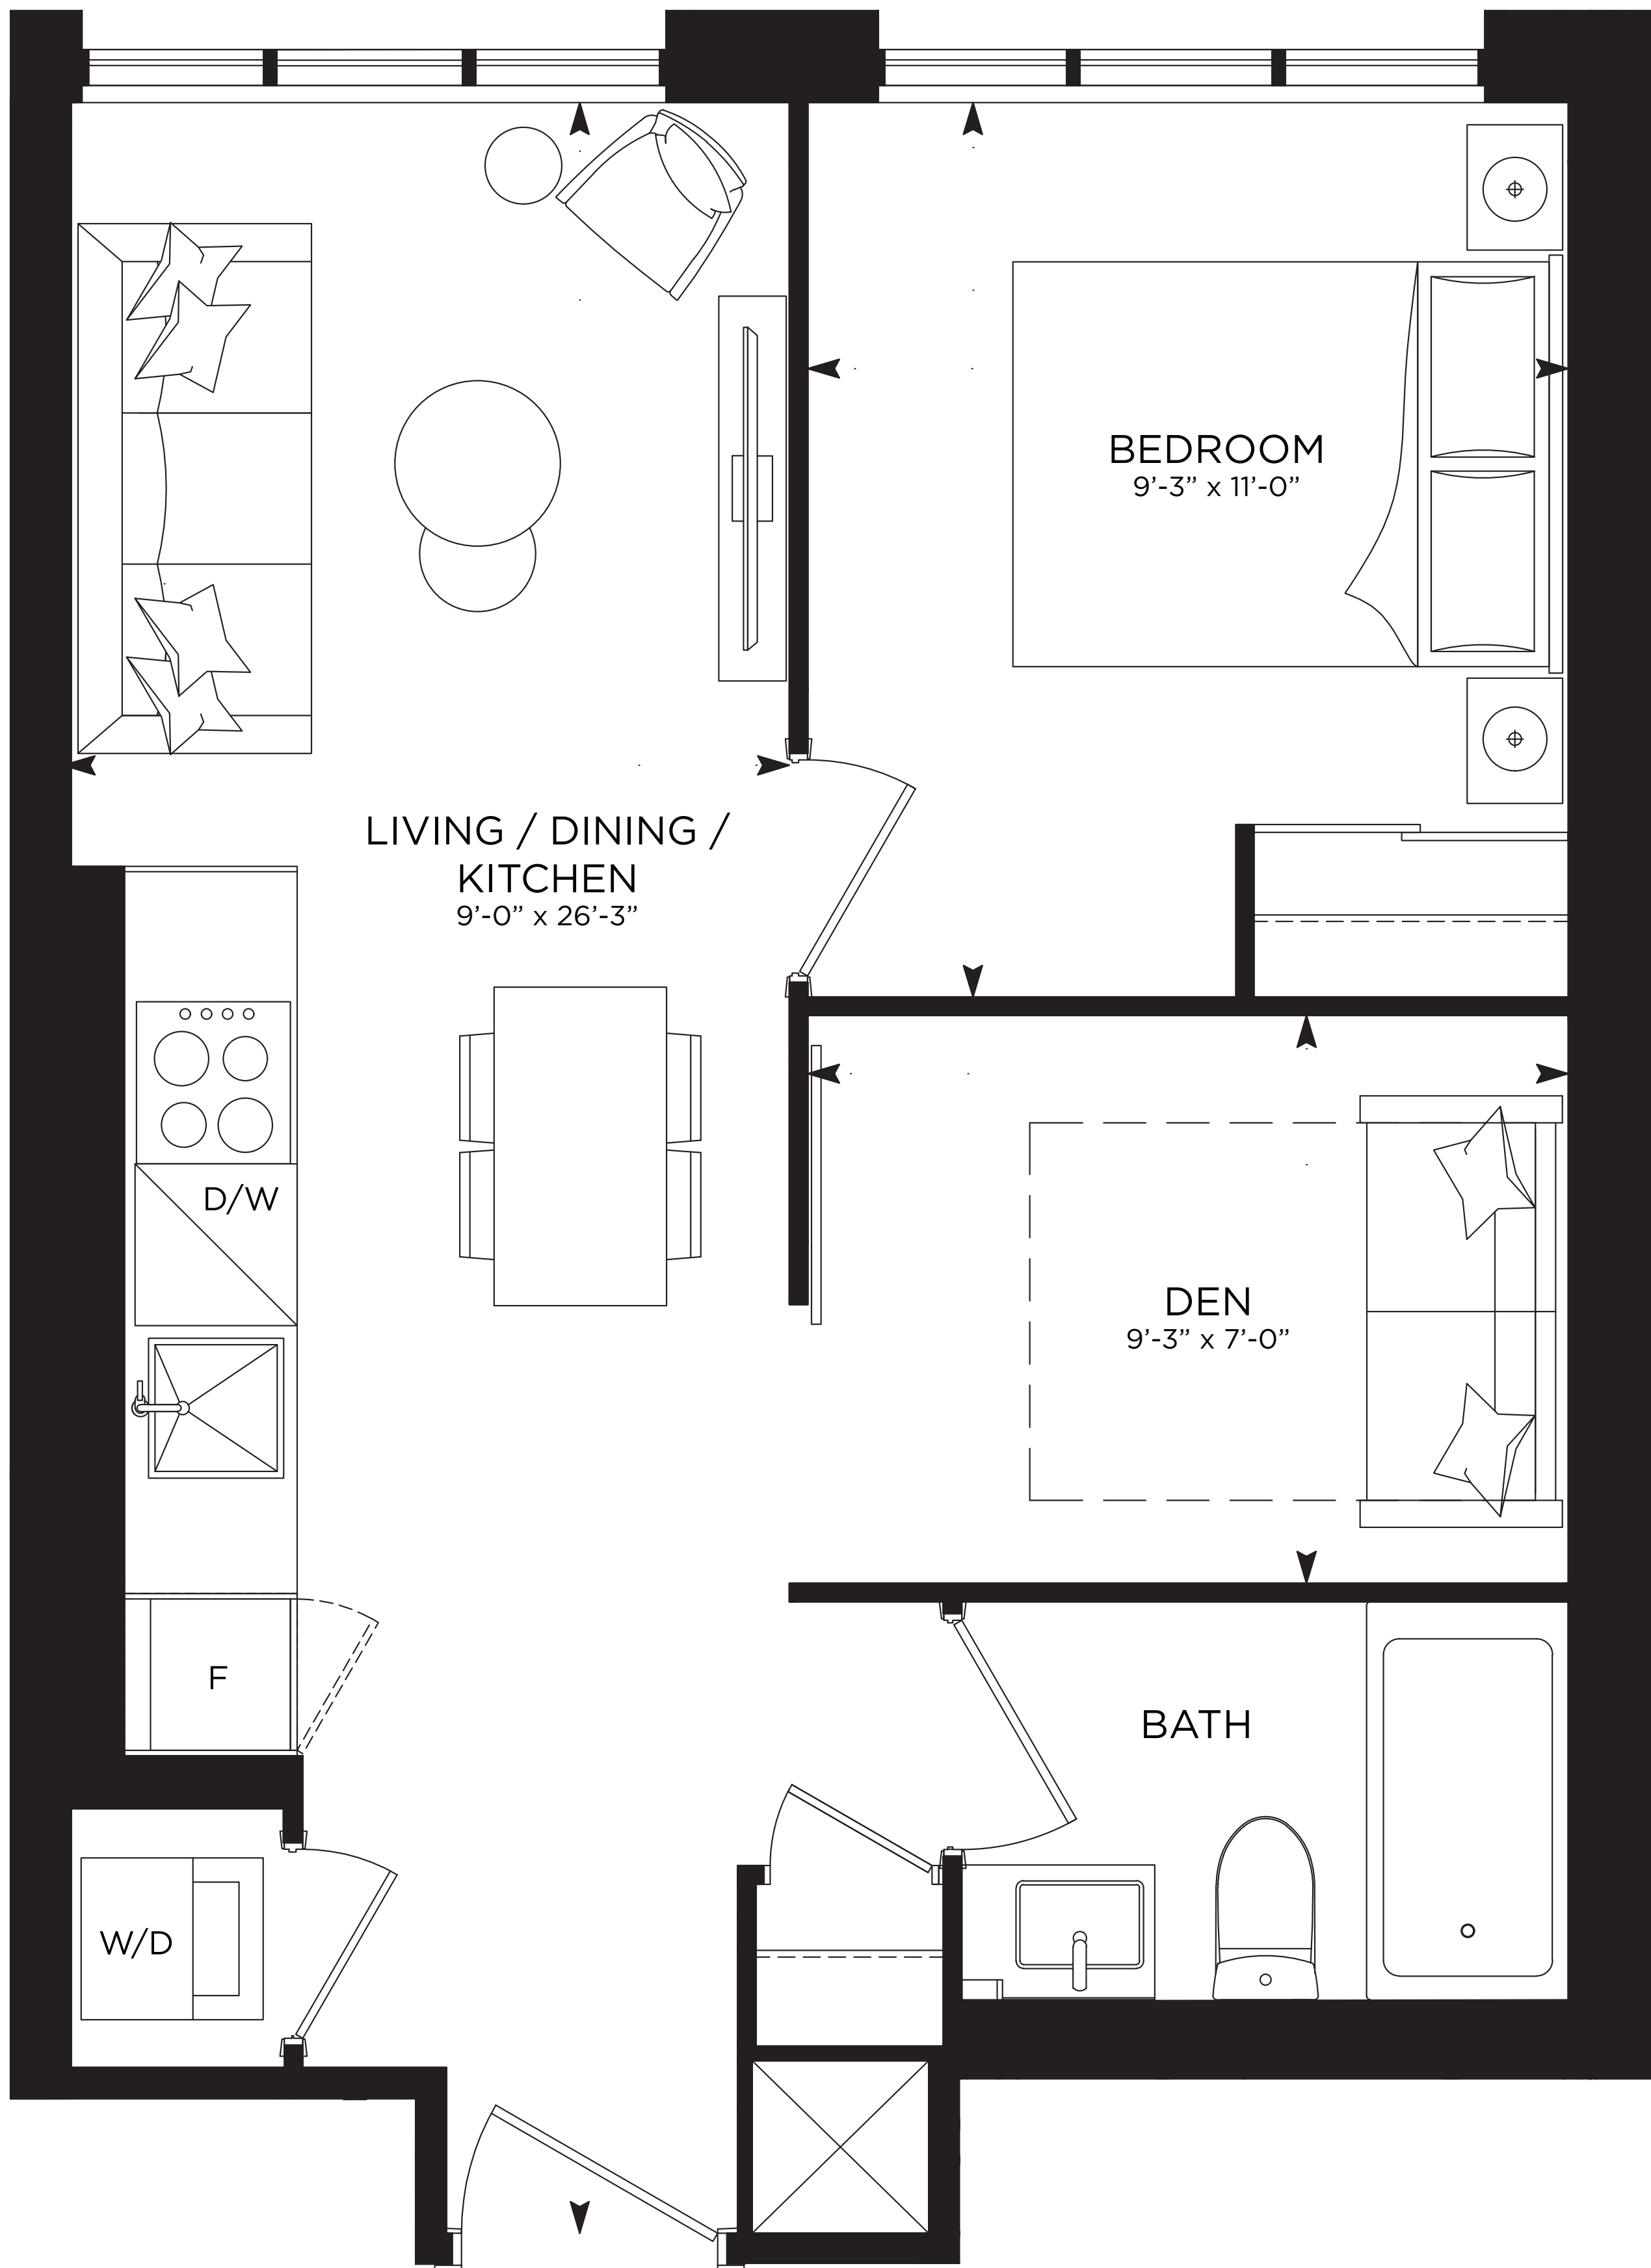 BEDROOM
9’-3” x 11’-0”
LIVING / DINING /
KITCHEN
9’-0” x 26’-3”
D/W
DEN
9’-3” x 7’-0”
F
BATH
W/D